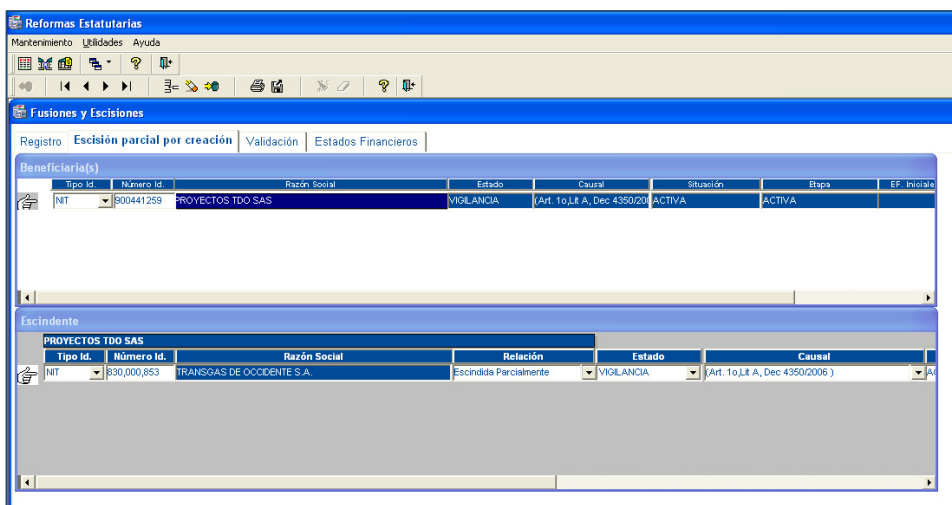 Reformas Estatutarias
Mantenimiento Utilidades Ayuda
Fusiones y Escisiones
Registro Escisión parcial por creación Validación Estados Financieros
Beneficiaria(s)
Tipo Id. Número Id. Razón Social Estado Causal Situación Etapa EF. Iniciale
NIT 900441259 PROYECTOS TDO SAS VIGILANCIA (Art. 1o,Lit A, Dec 4350/200 ACTIVA ACTIVA
Escindente
PROYECTOS TDO SAS
Tipo Id. Número Id. Razón Social Relación Estado Causal
NIT 830,000,853 TRANSGAS DE OCCIDENTE S.A. Escindida Parcialmente VIGILANCIA (Art. 1o,Lit A, Dec 4350/2006 ) AC